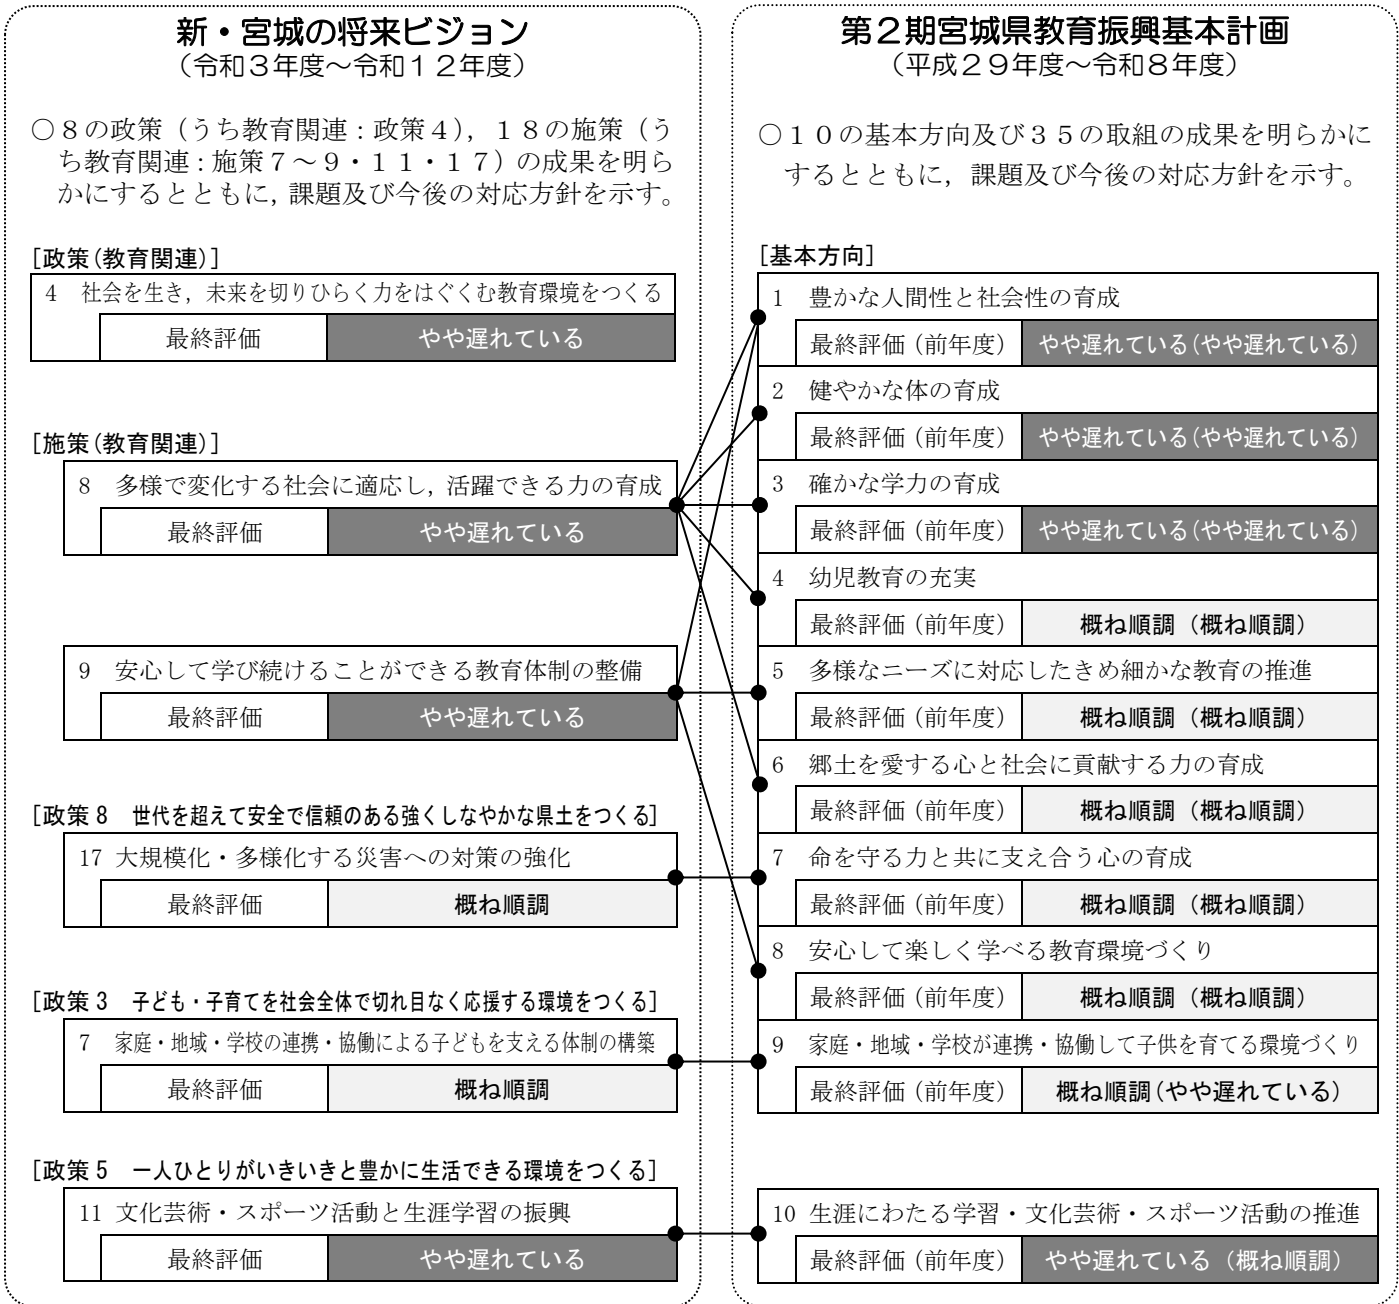 新・宮城の将来ビジョン
（令和３年度～令和１２年度）
○８の政策（うち教育関連：政策４），１８の施策（う
ち教育関連：施策７～９・１１・１７）の成果を明ら
かにするとともに，課題及び今後の対応方針を示す。
［政策（教育関連）］
4　社会を生き，未来を切りひらく力をはぐくむ教育環境をつくる
最終評価　やや遅れている
［施策（教育関連）］
8　多様で変化する社会に適応し，活躍できる力の育成
最終評価　やや遅れている
9　安心して学び続けることができる教育体制の整備
最終評価　やや遅れている
［政策 8　世代を超えて安全で信頼のある強くしなやかな県土をつくる］
17 大規模化・多様化する災害への対策の強化
最終評価　概ね順調
［政策 3　子ども・子育てを社会全体で切れ目なく応援する環境をつくる］
7　家庭・地域・学校の連携・協働による子どもを支える体制の構築
最終評価　概ね順調
［政策 5　一人ひとりがいきいきと豊かに生活できる環境をつくる］
11 文化芸術・スポーツ活動と生涯学習の振興
最終評価　やや遅れている
第２期宮城県教育振興基本計画
（平成２９年度～令和８年度）
○１０の基本方向及び３５の取組の成果を明らかに
するとともに，課題及び今後の対応方針を示す。
［基本方向］
1　豊かな人間性と社会性の育成
最終評価（前年度）　やや遅れている（やや遅れている）
2　健やかな体の育成
最終評価（前年度）　やや遅れている（やや遅れている）
3　確かな学力の育成
最終評価（前年度）　やや遅れている（やや遅れている）
4　幼児教育の充実
最終評価（前年度）　概ね順調（概ね順調）
5　多様なニーズに対応したきめ細かな教育の推進
最終評価（前年度）　概ね順調（概ね順調）
6　郷土を愛する心と社会に貢献する力の育成
最終評価（前年度）　概ね順調（概ね順調）
7　命を守る力と共に支え合う心の育成
最終評価（前年度）　概ね順調（概ね順調）
8　安心して楽しく学べる教育環境づくり
最終評価（前年度）　概ね順調（概ね順調）
9　家庭・地域・学校が連携・協働して子供を育てる環境づくり
最終評価（前年度）　概ね順調（やや遅れている）
10 生涯にわたる学習・文化芸術・スポーツ活動の推進
最終評価（前年度）　やや遅れている（概ね順調）